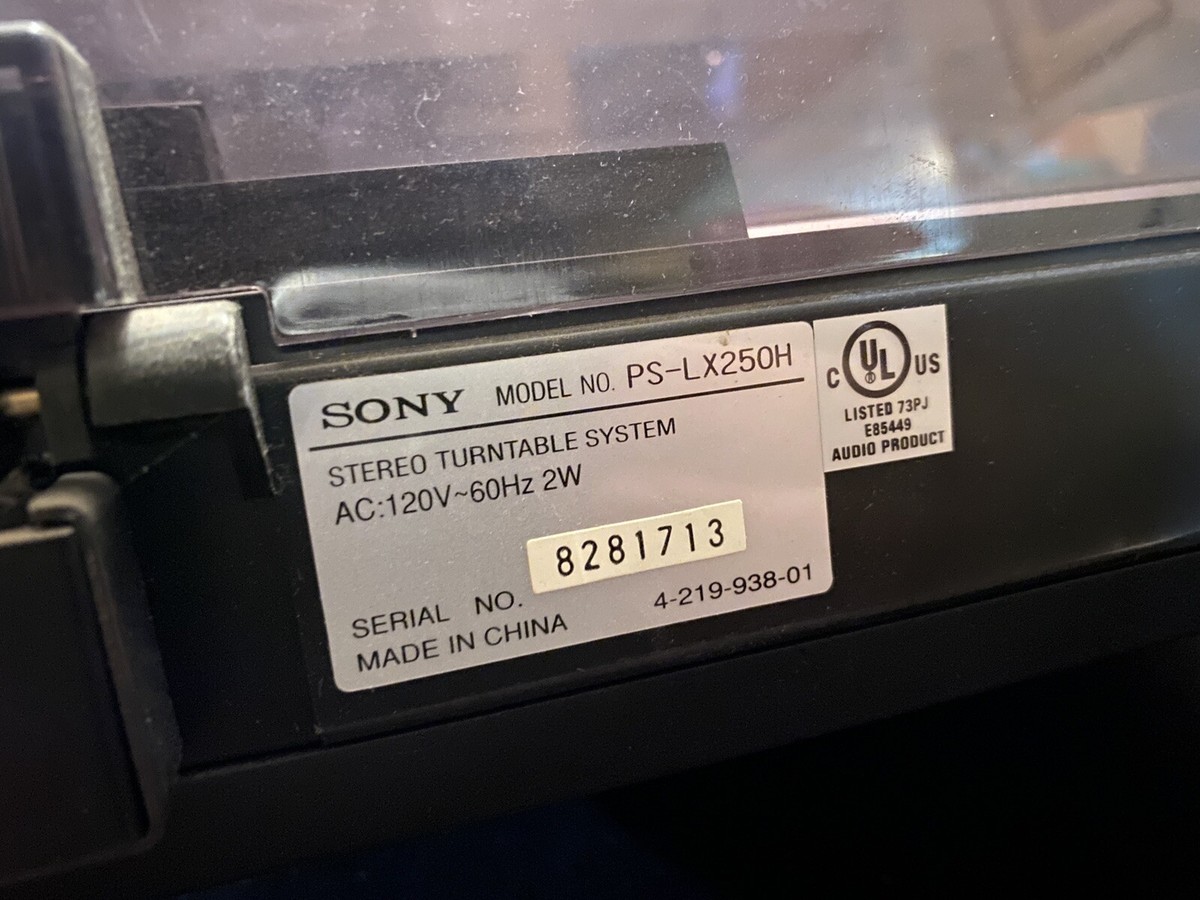 SONY MODEL NO. PS-LX250H
STEREO TURNTABLE SYSTEM
AC:120V~60Hz 2W
8281713
SERIAL NO.
4-219-938-01
MADE IN CHINA
C UL® US
LISTED 73PJ
E85449
AUDIO PRODUCT